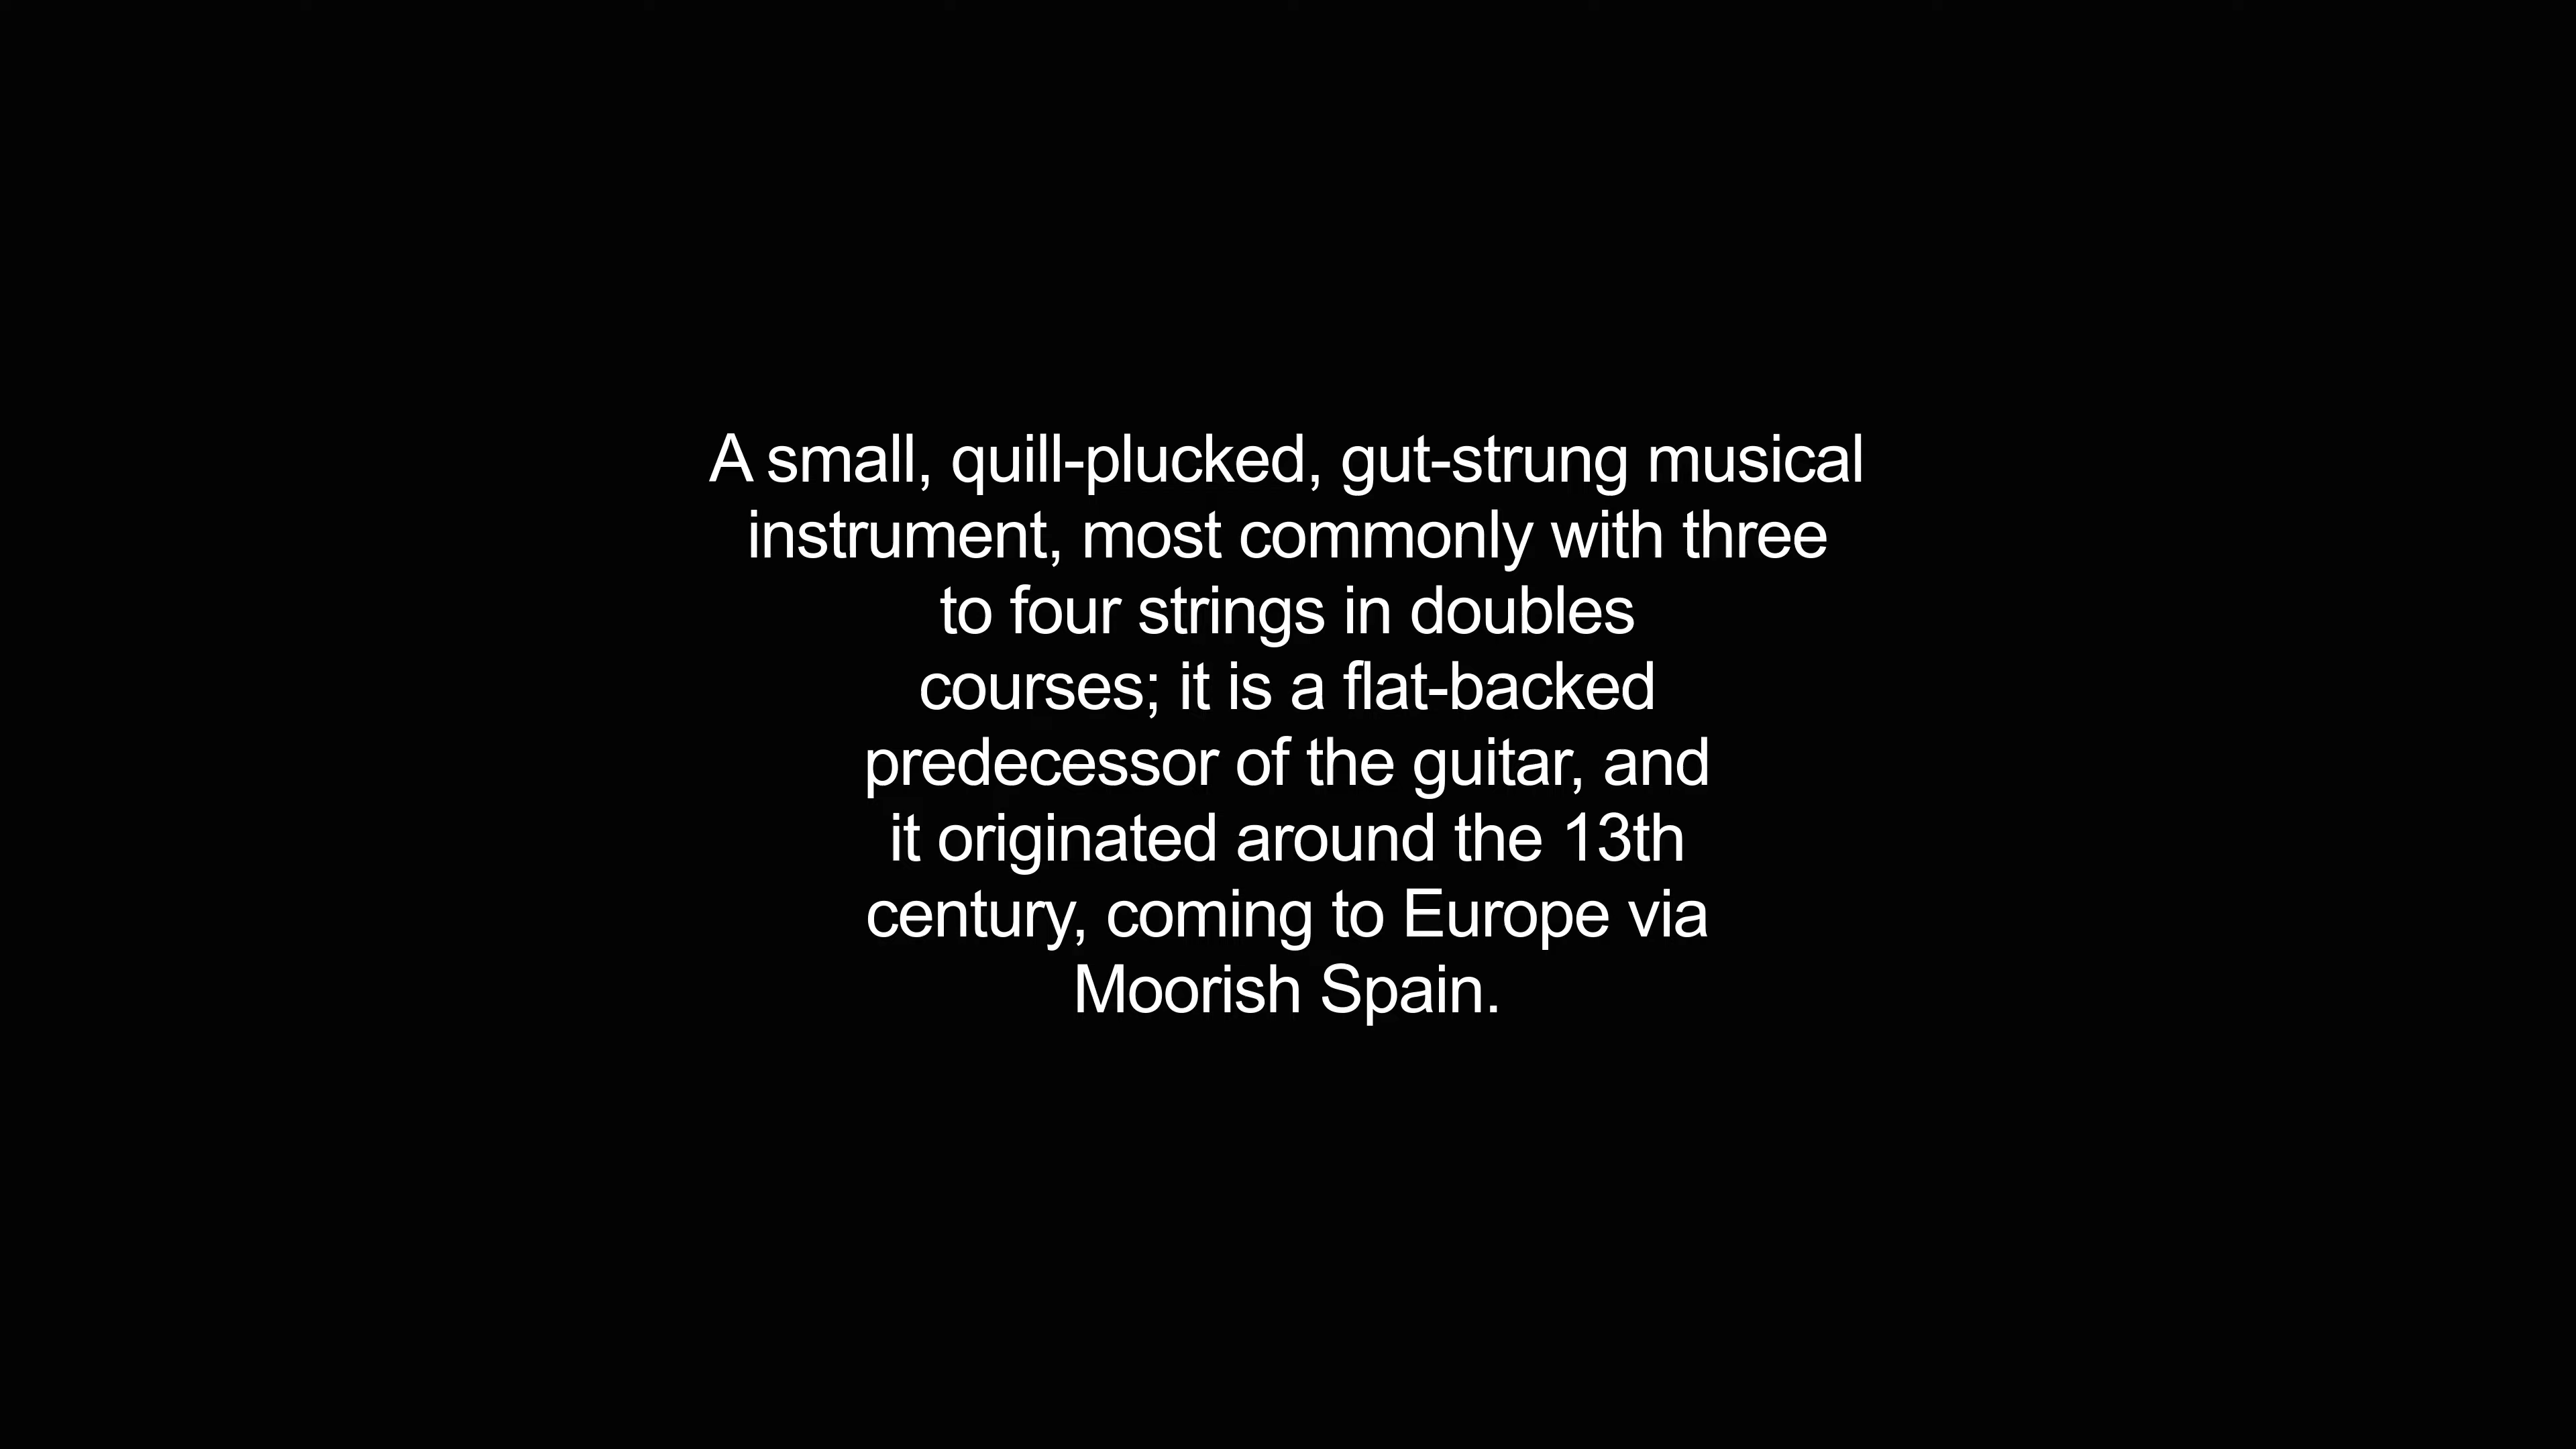 A small, quill-plucked, gut-strung musical
instrument, most commonly with three
to four strings in doubles
courses; it is a flat-backed
predecessor of the guitar, and
it originated around the 13th
century, coming to Europe via
Moorish Spain.